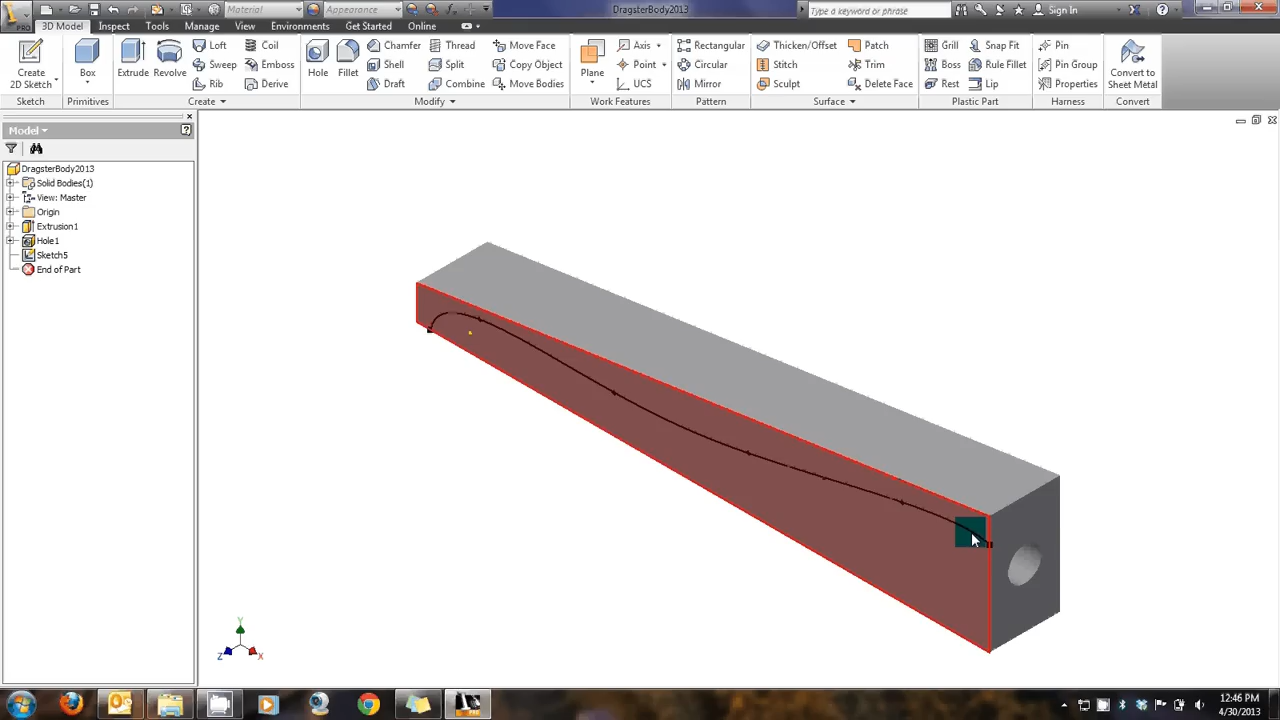 Material
Appearance
DragsterBody2013
Type a keyword or phrase
Sign In
PRO
3D Model Inspect Tools Manage View Environments Get Started Online
Create 2D Sketch
Box
Extrude
Revolve
Loft
Sweep
Rib
Coil
Emboss
Derive
Hole
Fillet
Chamfer
Shell
Draft
Thread
Split
Combine
Move Face
Copy Object
Move Bodies
Plane
Axis
Point
UCS
Rectangular
Circular
Mirror
Thicken/Offset
Stitch
Sculpt
Patch
Trim
Delete Face
Grill
Boss
Rest
Snap Fit
Rule Fillet
Lip
Pin
Pin Group
Properties
Convert to Sheet Metal
Sketch
Primitives
Create
Modify
Work Features
Pattern
Surface
Plastic Part
Harness
Convert
Model
DragsterBody2013
Solid Bodies(1)
View: Master
Origin
Extrusion1
Hole1
Sketch5
End of Part
Y
Z
X
12:46 PM
4/30/2013